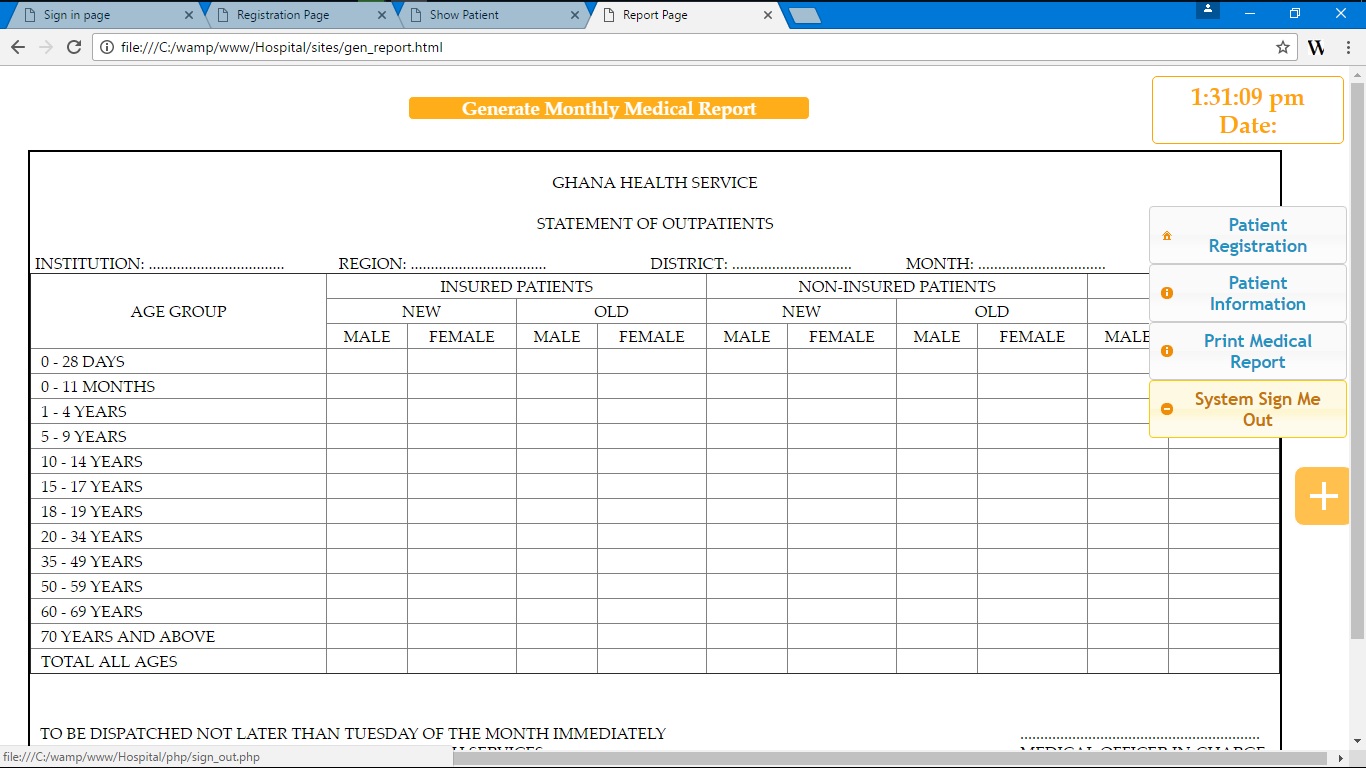 Sign in page
Registration Page
Show Patient
Report Page
file:///C:/wamp/www/Hospital/sites/gen_report.html
W
Generate Monthly Medical Report
1:31:09 pm
Date:
GHANA HEALTH SERVICE
STATEMENT OF OUTPATIENTS
INSTITUTION: .................................. REGION: .................................. DISTRICT: .............................. MONTH: ................................
AGE GROUP
INSURED PATIENTS NON-INSURED PATIENTS
NEW OLD NEW OLD
MALE FEMALE MALE FEMALE MALE FEMALE MALE FEMALE MALE
0 - 28 DAYS
0 - 11 MONTHS
1 - 4 YEARS
5 - 9 YEARS
10 - 14 YEARS
15 - 17 YEARS
18 - 19 YEARS
20 - 34 YEARS
35 - 49 YEARS
50 - 59 YEARS
60 - 69 YEARS
70 YEARS AND ABOVE
TOTAL ALL AGES
Patient
Registration
Patient
Information
Print Medical
Report
System Sign Me
Out
+
TO BE DISPATCHED NOT LATER THAN TUESDAY OF THE MONTH IMMEDIATELY
............................................................
H SERVICES
MEDICAL OFFICER IN-CHARGE
file:///C:/wamp/www/Hospital/php/sign_out.php